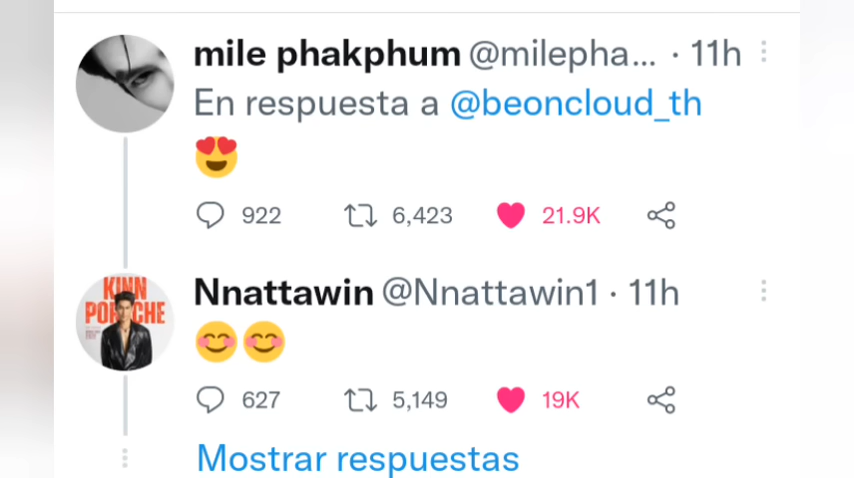 mile phakphum @milepha... · 11h
En respuesta a @beoncloud_th
😍
922 6,423 21.9K
KINN
PORSCHE
Nnattawin @Nnattawin1 · 11h
😊😊
627 5,149 19K
Mostrar respuestas